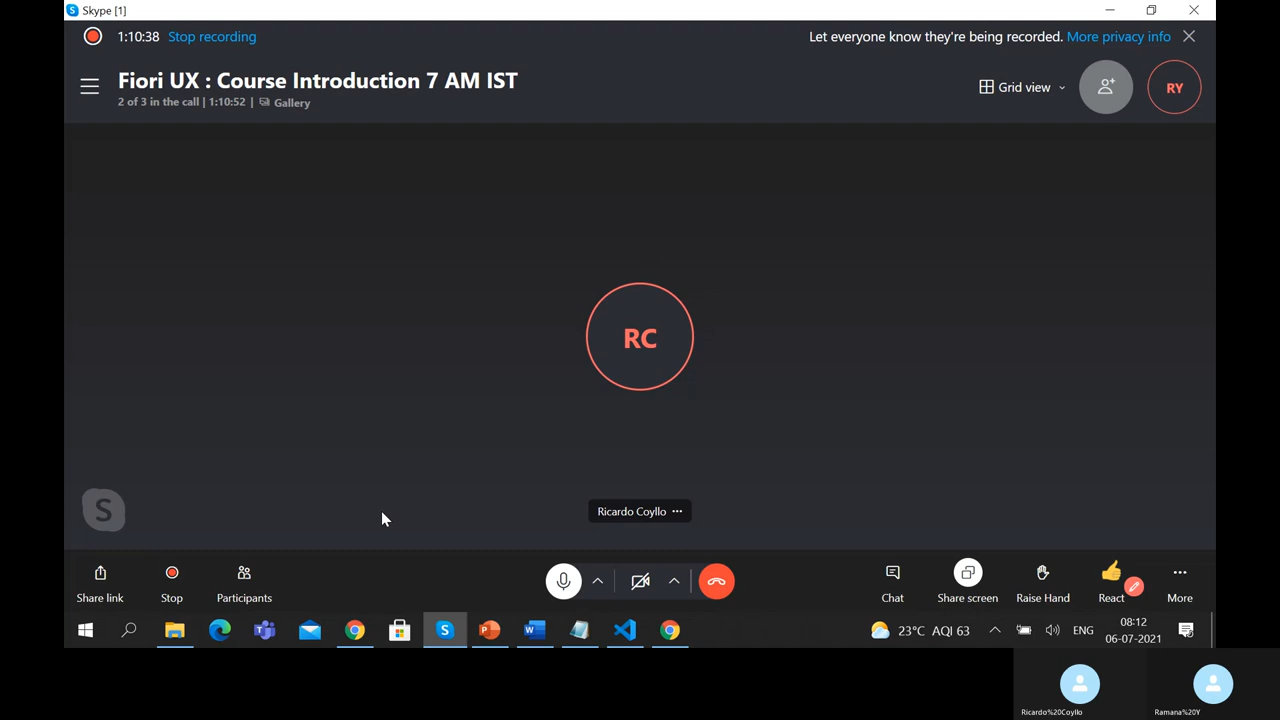 Skype [1]
1:10:38 Stop recording
Let everyone know they're being recorded. More privacy info
Fiori UX : Course Introduction 7 AM IST
2 of 3 in the call | 1:10:52 | Gallery
Grid view
RY
RC
Ricardo Coyllo
S
Share link
Stop
Participants
Chat
Share screen
Raise Hand
React
More
23°C AQI 63
ENG
08:12
06-07-2021
Ricardo%20Coyllo
Ramana%20Y